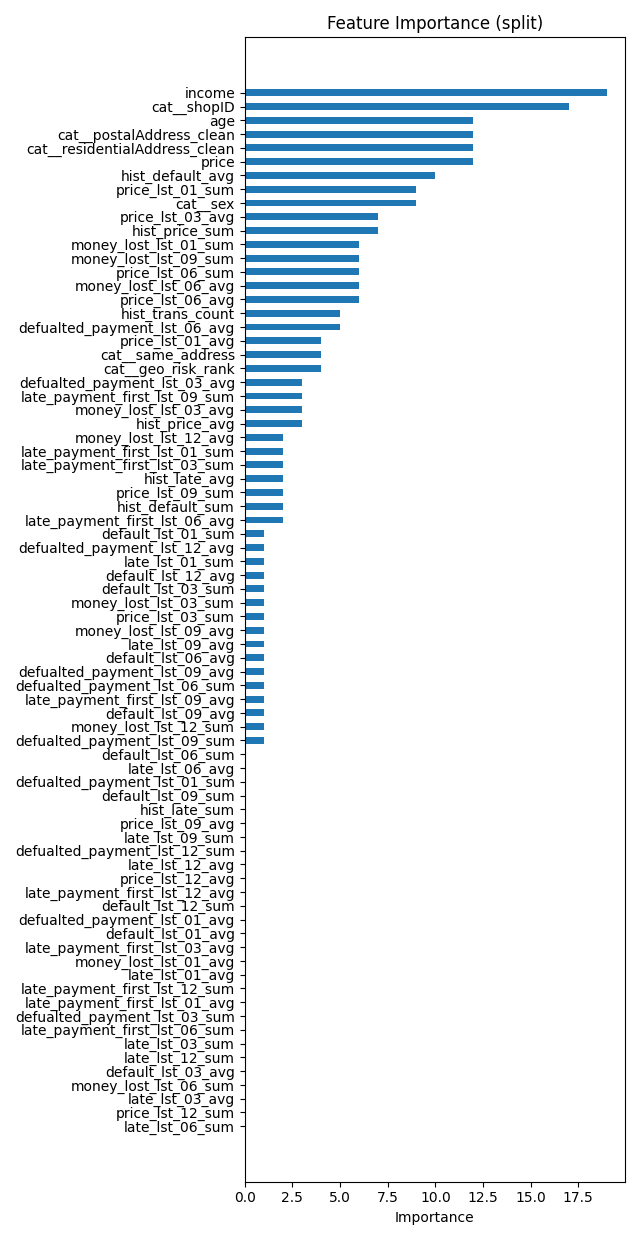 Feature Importance (split)
income
cat__shopID
age
cat__postalAddress_clean
cat__residentialAddress_clean
price
hist_default_avg
price_lst_01_sum
cat__sex
price_lst_03_avg
hist_price_sum
money_lost_lst_01_sum
money_lost_lst_09_sum
price_lst_06_sum
money_lost_lst_06_avg
price_lst_06_avg
hist_trans_count
defualted_payment_lst_06_avg
price_lst_01_avg
cat__same_address
cat__geo_risk_rank
defualted_payment_lst_03_avg
late_payment_first_lst_09_sum
money_lost_lst_03_avg
hist_price_avg
money_lost_lst_12_avg
late_payment_first_lst_01_sum
late_payment_first_lst_03_sum
hist_late_avg
price_lst_09_sum
hist_default_sum
late_payment_first_lst_06_avg
default_lst_01_sum
defualted_payment_lst_12_avg
late_lst_01_sum
default_lst_12_avg
default_lst_03_sum
money_lost_lst_03_sum
price_lst_03_sum
money_lost_lst_09_avg
late_lst_09_avg
default_lst_06_avg
defualted_payment_lst_09_avg
defualted_payment_lst_06_sum
late_payment_first_lst_09_avg
default_lst_09_avg
money_lost_lst_12_sum
defualted_payment_lst_09_sum
default_lst_06_sum
late_lst_06_avg
defualted_payment_lst_01_sum
default_lst_09_sum
hist_late_sum
price_lst_09_avg
late_lst_09_sum
defualted_payment_lst_12_sum
late_lst_12_avg
price_lst_12_avg
late_payment_first_lst_12_avg
default_lst_12_sum
defualted_payment_lst_01_avg
default_lst_01_avg
late_payment_first_lst_03_avg
money_lost_lst_01_avg
late_lst_01_avg
late_payment_first_lst_12_sum
late_payment_first_lst_01_avg
defualted_payment_lst_03_sum
late_payment_first_lst_06_sum
late_lst_03_sum
late_lst_12_sum
default_lst_03_avg
money_lost_lst_06_sum
late_lst_03_avg
price_lst_12_sum
late_lst_06_sum
0.0 2.5 5.0 7.5 10.0 12.5 15.0 17.5
Importance